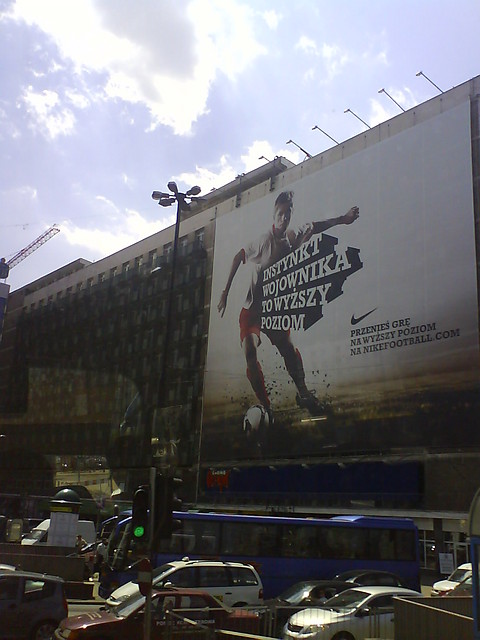 INSTYNKT
WOJOWNIKA
TO WYŻSZY
POZIOM
PRZENIEŚ GRĘ
NA WYŻSZY POZIOM
NA NIKEFOOTBALL.COM